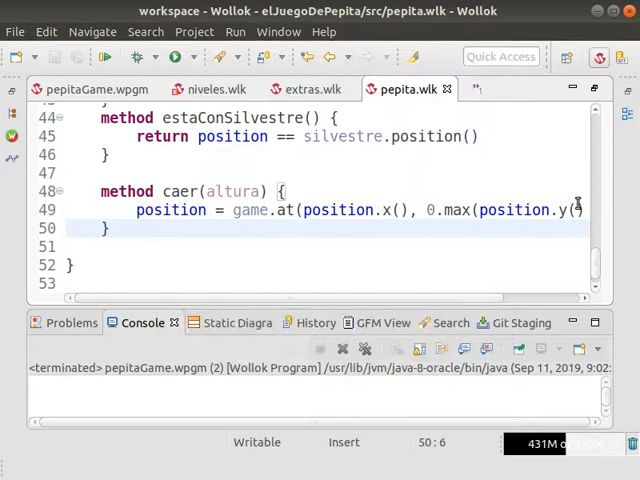 workspace - Wollok - elJuegoDePepita/src/pepita.wlk - Wollok
File Edit Navigate Search Project Run Window Help
Quick Access
pepitaGame.wpgm niveles.wlk extras.wlk pepita.wlk
44 method estaConSilvestre() {
45 return position == silvestre.position()
46 }
47
48 method caer(altura) {
49 position = game.at(position.x(), 0.max(position.y()
50 }
51
52 }
53
Problems Console Static Diagra History GFM View Search Git Staging
<terminated> pepitaGame.wpgm (2) [Wollok Program] /usr/lib/jvm/java-8-oracle/bin/java (Sep 11, 2019, 9:02:
Writable Insert 50 : 6 431M of